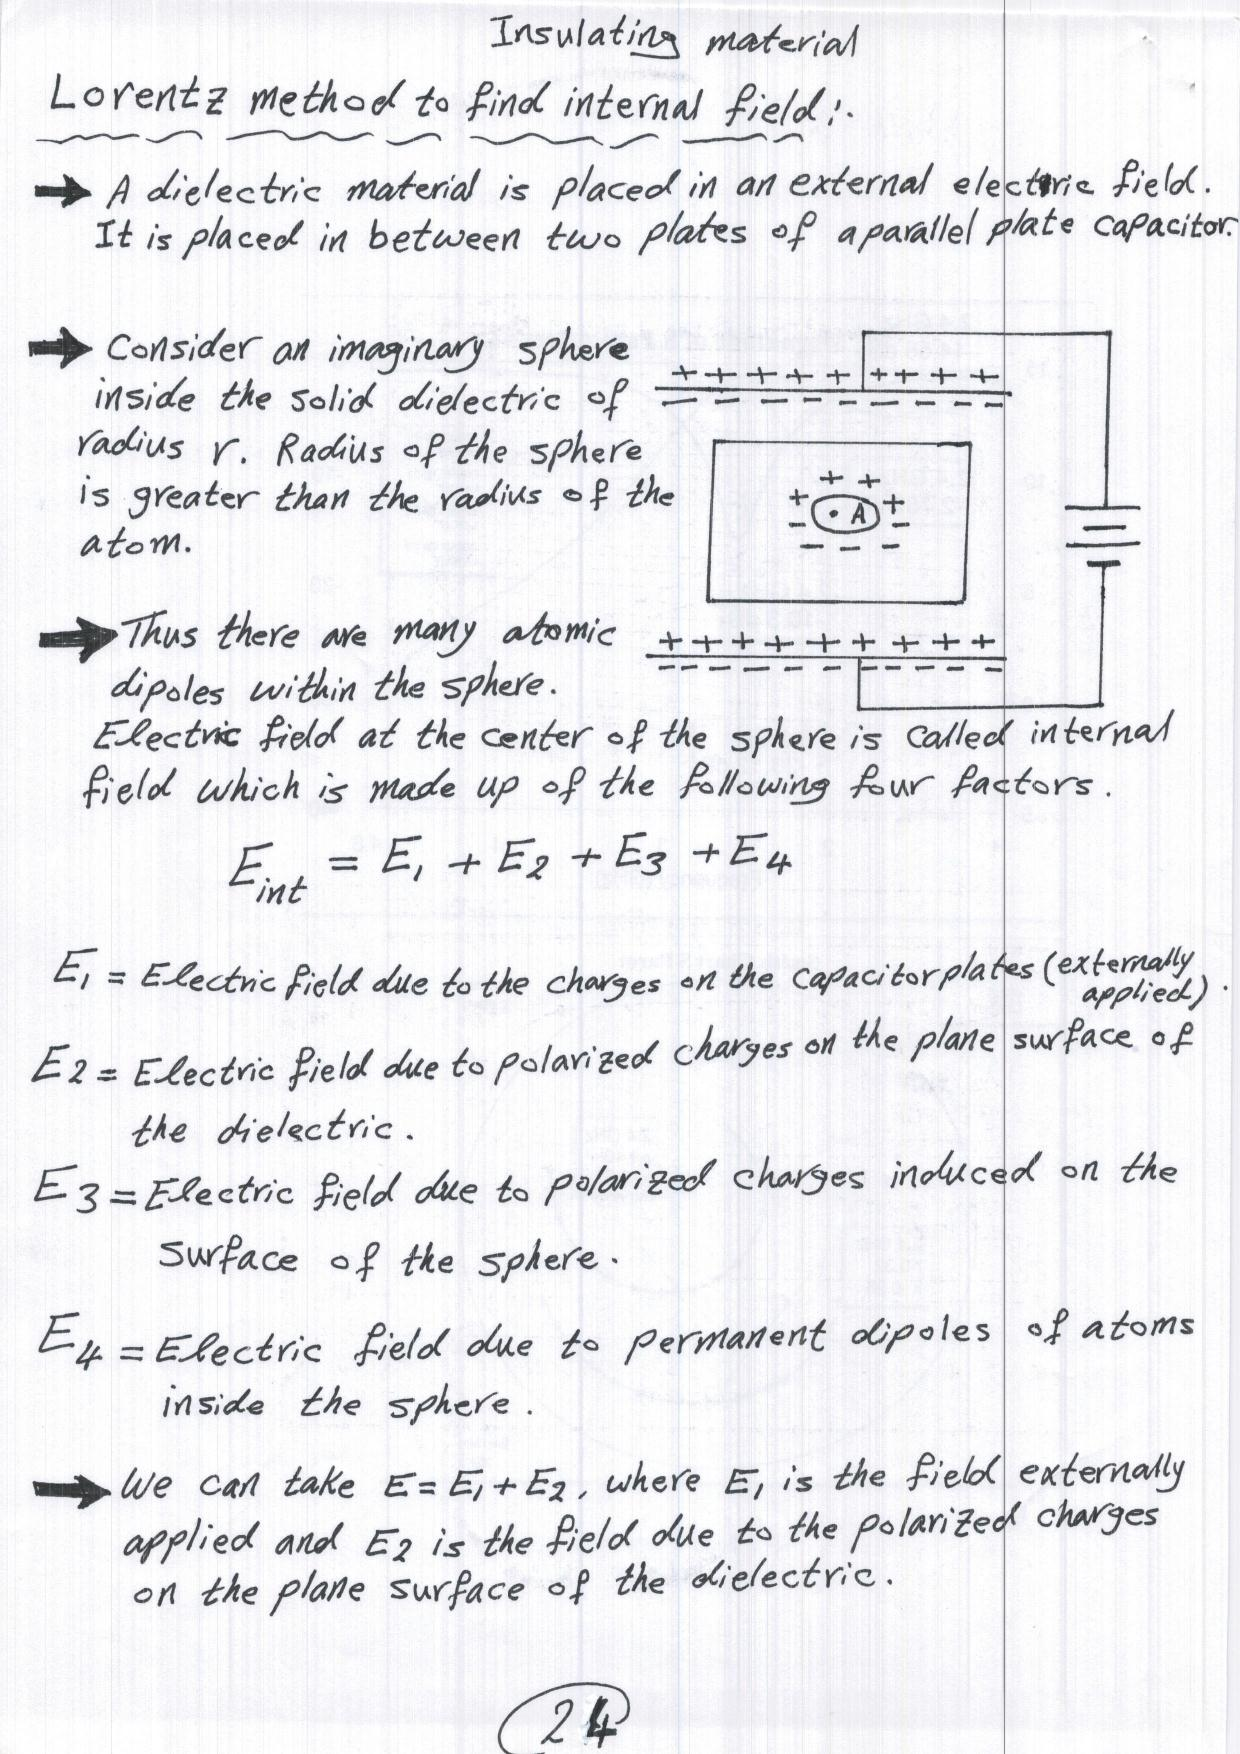 Insulating material
Lorentz method to find internal field:.
→ A dielectric material is placed in an external electric field.
It is placed in between two plates of a parallel plate capacitor.
→ Consider an imaginary sphere
inside the solid dielectric of
radius r. Radius of the sphere
is greater than the radius of the
atom.
+ + + + + + + + +
− − − − − − − − −
+ +
+ +
− . A −
− − −
→ Thus there are many atomic
dipoles within the sphere.
+ + + + + + + + +
− − − − − − − − −
Electric field at the center of the sphere is called internal
field which is made up of the following four factors.
E_int = E1 + E2 + E3 + E4
E1 = Electric field due to the charges on the capacitor plates (externally
applied).
E2 = Electric field due to polarized charges on the plane surface of
the dielectric.
E3 = Electric field due to polarized charges induced on the
surface of the sphere.
E4 = Electric field due to permanent dipoles of atoms
inside the sphere.
→ We can take E = E1 + E2, where E1 is the field externally
applied and E2 is the field due to the polarized charges
on the plane surface of the dielectric.
24